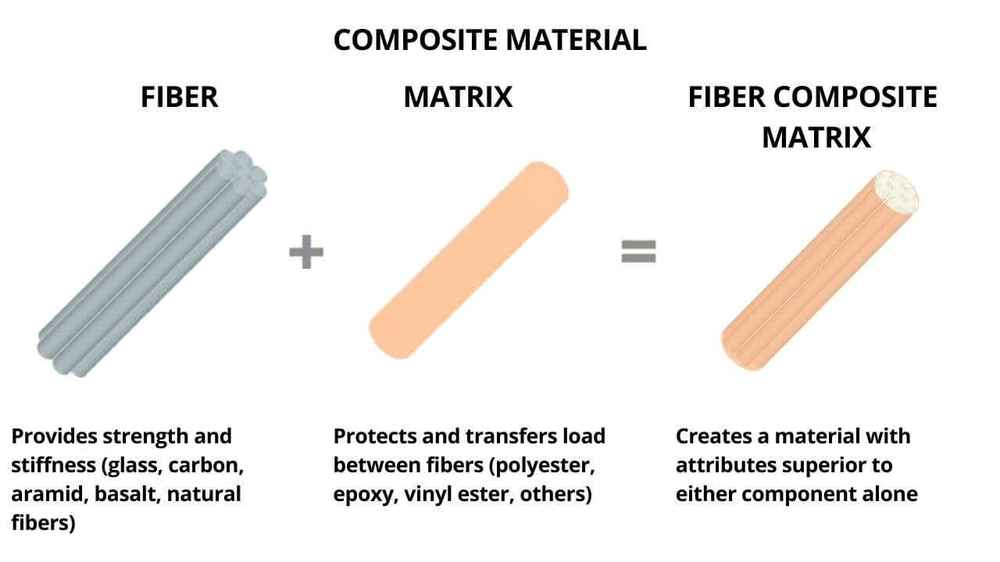 COMPOSITE MATERIAL
FIBER
MATRIX
FIBER COMPOSITE
MATRIX
Provides strength and
stiffness (glass, carbon,
aramid, basalt, natural
fibers)
Protects and transfers load
between fibers (polyester,
epoxy, vinyl ester, others)
Creates a material with
attributes superior to
either component alone